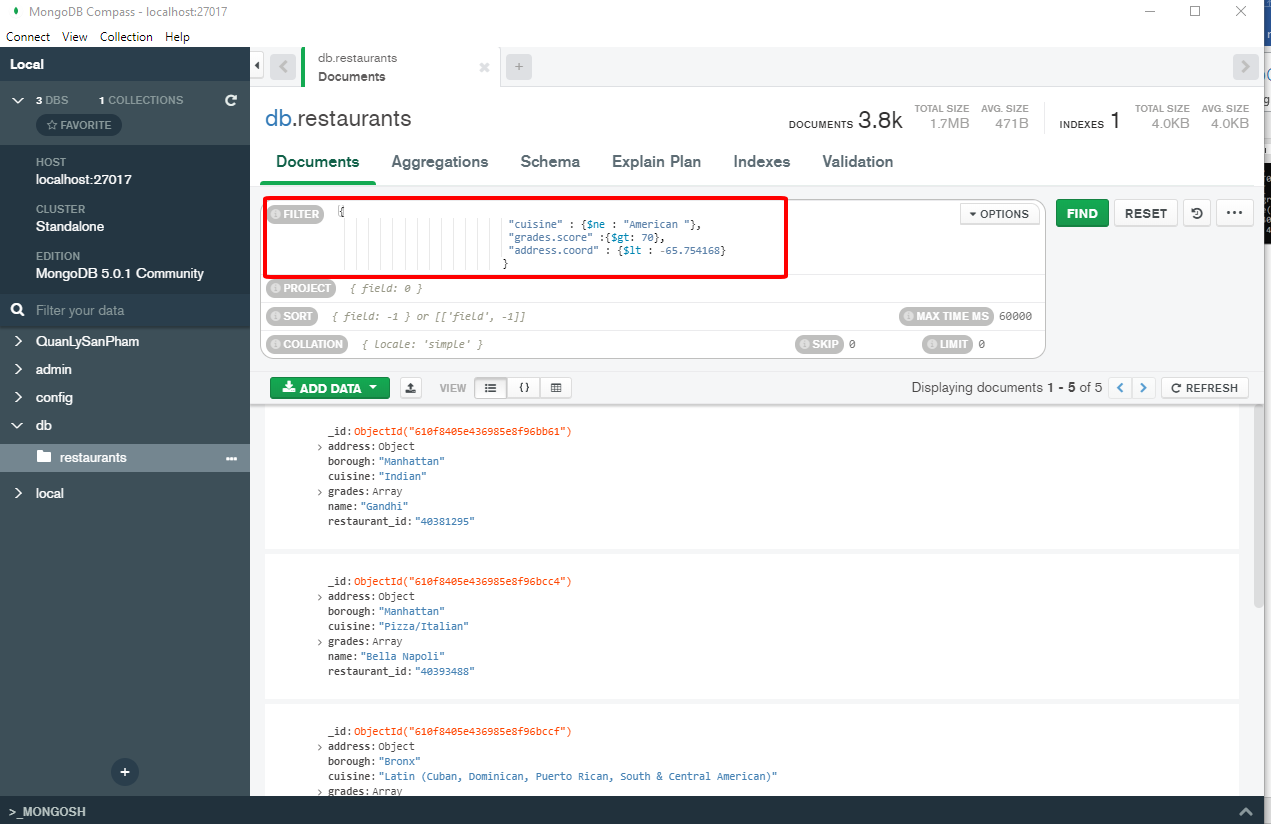 MongoDB Compass - localhost:27017
Connect View Collection Help
Local
3 DBS 1 COLLECTIONS
FAVORITE
HOST
localhost:27017
CLUSTER
Standalone
EDITION
MongoDB 5.0.1 Community
Filter your data
QuanLySanPham
admin
config
db
restaurants
local
>_MONGOSH
db.restaurants
Documents
db.restaurants
DOCUMENTS 3.8k
TOTAL SIZE 1.7MB
AVG. SIZE 471B
INDEXES 1
TOTAL SIZE 4.0KB
AVG. SIZE 4.0KB
Documents Aggregations Schema Explain Plan Indexes Validation
FILTER {
"cuisine" : {$ne : "American "},
"grades.score" :{$gt: 70},
"address.coord" : {$lt : -65.754168}
}
OPTIONS
FIND RESET
PROJECT { field: 0 }
SORT { field: -1 } or [['field', -1]]
MAX TIME MS 60000
COLLATION { locale: 'simple' }
SKIP 0 LIMIT 0
ADD DATA VIEW { } Displaying documents 1 - 5 of 5 REFRESH
_id:ObjectId("610f8405e436985e8f96bb61")
address:Object
borough:"Manhattan"
cuisine:"Indian"
grades:Array
name:"Gandhi"
restaurant_id:"40381295"
_id:ObjectId("610f8405e436985e8f96bcc4")
address:Object
borough:"Manhattan"
cuisine:"Pizza/Italian"
grades:Array
name:"Bella Napoli"
restaurant_id:"40393488"
_id:ObjectId("610f8405e436985e8f96bccf")
address:Object
borough:"Bronx"
cuisine:"Latin (Cuban, Dominican, Puerto Rican, South & Central American)"
grades:Array